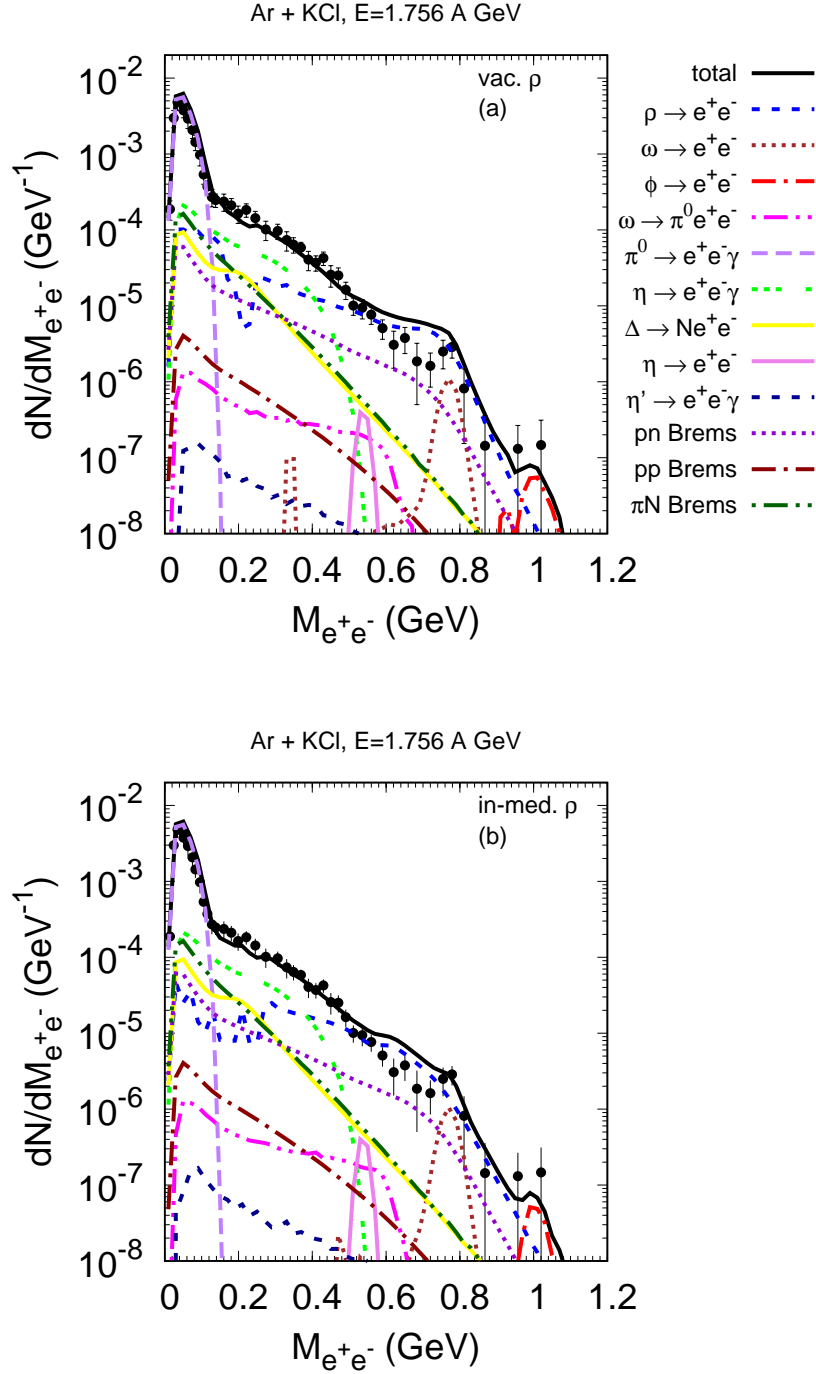 Ar + KCl, E=1.756 A GeV
vac. ρ
(a)
10⁻²
10⁻³
10⁻⁴
10⁻⁵
10⁻⁶
10⁻⁷
10⁻⁸
dN/dM_{e⁺e⁻} (GeV⁻¹)
0 0.2 0.4 0.6 0.8 1 1.2
M_{e⁺e⁻} (GeV)
total
ρ → e⁺e⁻
ω → e⁺e⁻
ϕ → e⁺e⁻
ω → π⁰e⁺e⁻
π⁰ → e⁺e⁻γ
η → e⁺e⁻γ
Δ → Ne⁺e⁻
η → e⁺e⁻
η' → e⁺e⁻γ
pn Brems
pp Brems
πN Brems
Ar + KCl, E=1.756 A GeV
in-med. ρ
(b)
10⁻²
10⁻³
10⁻⁴
10⁻⁵
10⁻⁶
10⁻⁷
10⁻⁸
dN/dM_{e⁺e⁻} (GeV⁻¹)
0 0.2 0.4 0.6 0.8 1 1.2
M_{e⁺e⁻} (GeV)